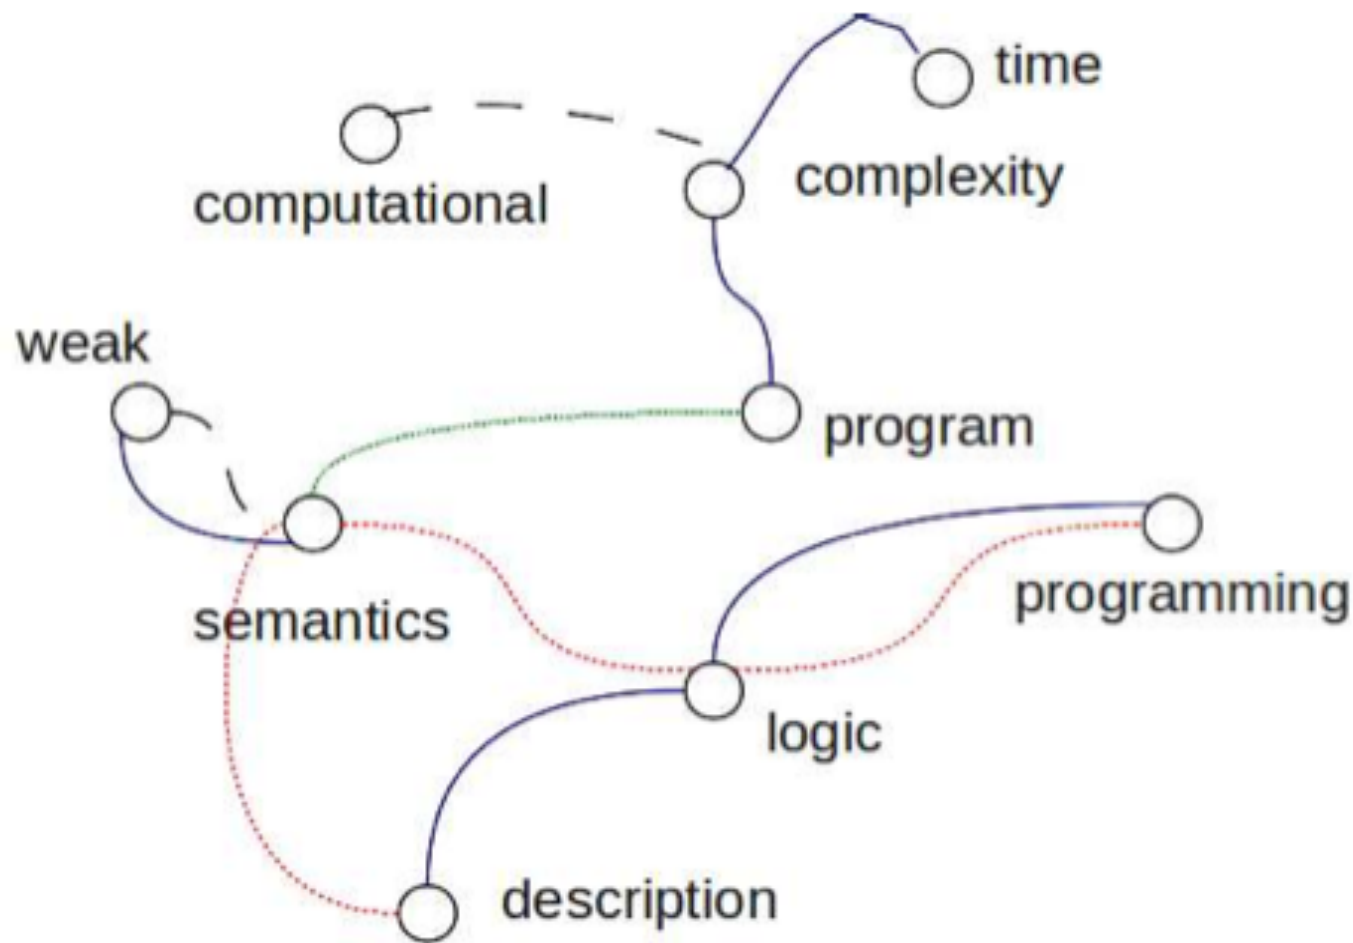 time
complexity
computational
weak
program
programming
semantics
logic
description